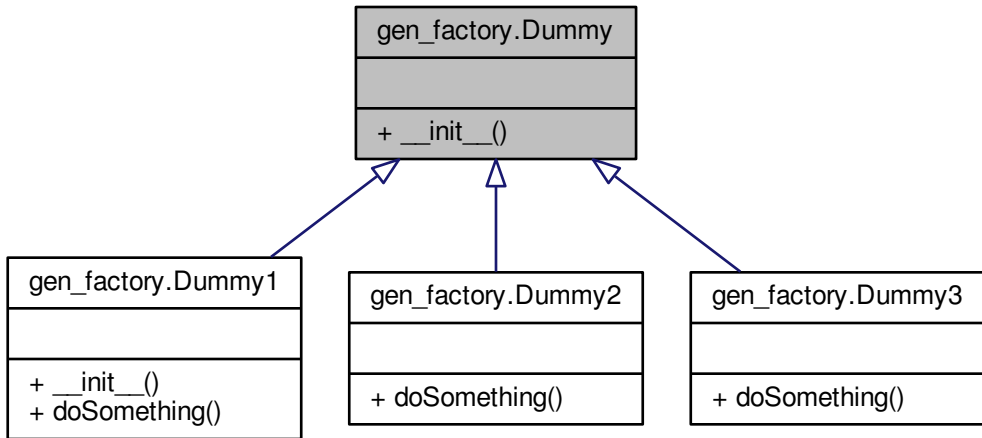 gen_factory.Dummy
+ __init__()
gen_factory.Dummy1
+ __init__()
+ doSomething()
gen_factory.Dummy2
+ doSomething()
gen_factory.Dummy3
+ doSomething()